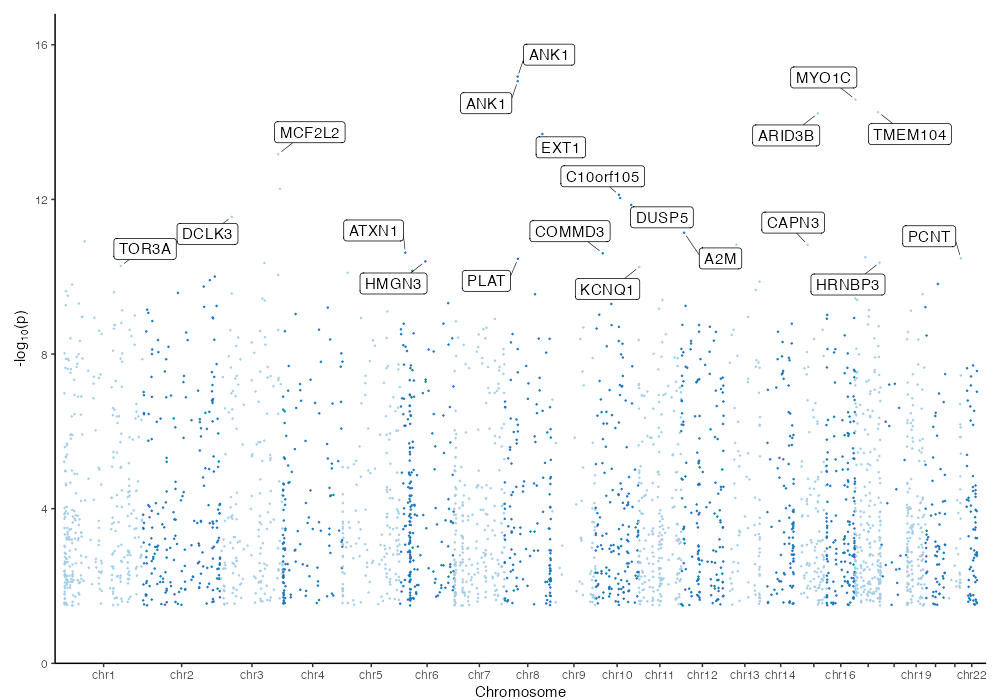 16
ANK1
MYO1C
ANK1
MCF2L2
ARID3B
TMEM104
EXT1
C10orf105
12
DUSP5
CAPN3
DCLK3
ATXN1
COMMD3
PCNT
TOR3A
A2M
HMGN3
PLAT
KCNQ1
HRNBP3
-log10(p)
8
4
0
chr1 chr2 chr3 chr4 chr5 chr6 chr7 chr8 chr9 chr10 chr11 chr12 chr13 chr14 chr16 chr19 chr22
Chromosome